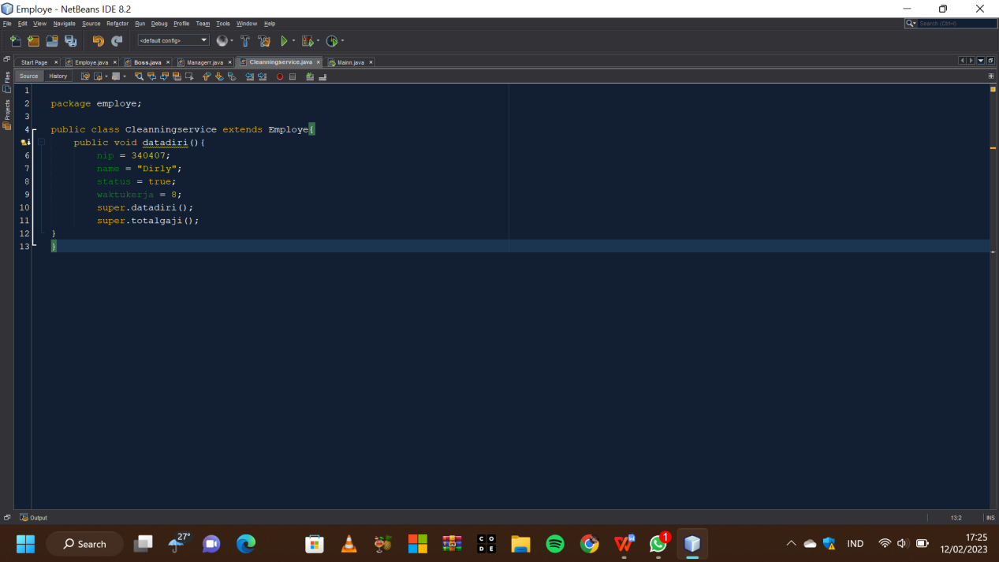 Employe - NetBeans IDE 8.2
File Edit View Navigate Source Refactor Run Debug Profile Team Tools Window Help
Search (Ctrl+I)
<default config>
Start Page Employe.java Boss.java Managerr.java Cleanningservice.java Mainn.java
Source History
Files
Projects
1
2 package employe;
3
4 public class Cleanningservice extends Employe{
public void datadiri(){
6 nip = 340407;
7 name = "Dirly";
8 status = true;
9 waktukerja = 8;
10 super.datadiri();
11 super.totalgaji();
12 }
13 }
Output
13:2 INS
Search
27°
CODE
W
1
IND
17:25
12/02/2023